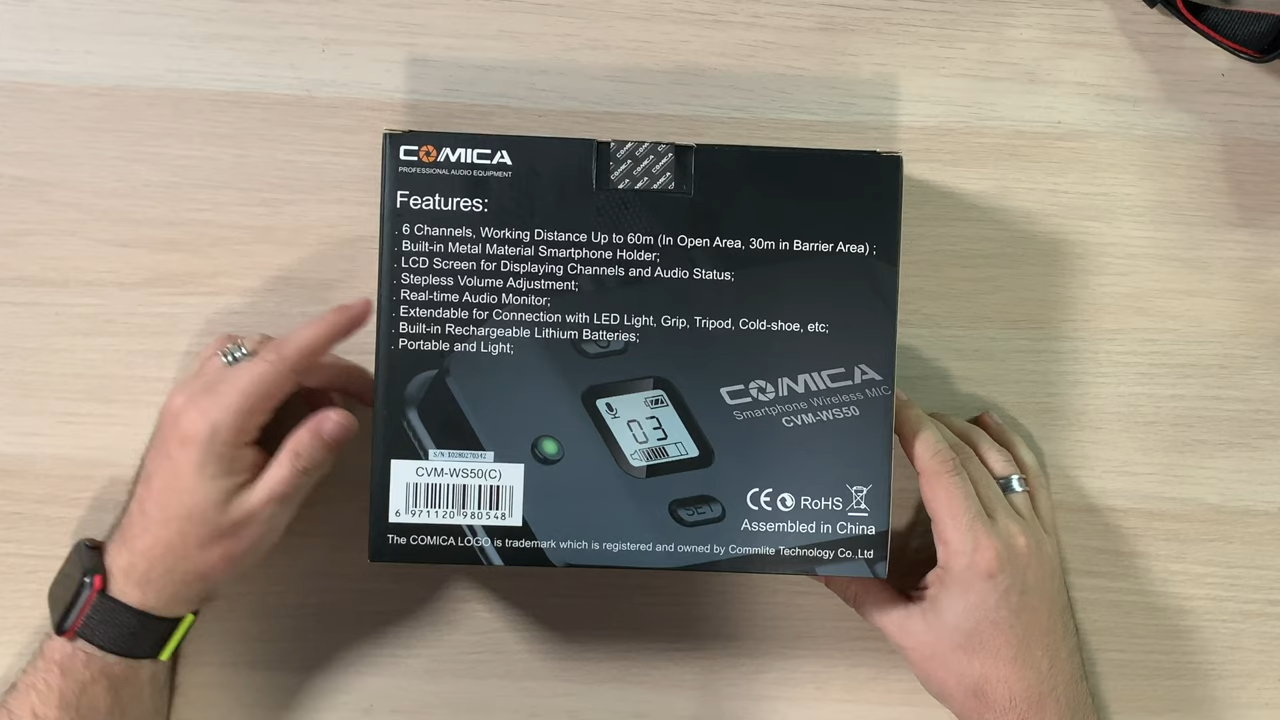 COMICA
PROFESSIONAL AUDIO EQUIPMENT
Features:
. 6 Channels, Working Distance Up to 60m (In Open Area, 30m in Barrier Area) ;
. Built-in Metal Material Smartphone Holder;
. LCD Screen for Displaying Channels and Audio Status;
. Stepless Volume Adjustment;
. Real-time Audio Monitor;
. Extendable for Connection with LED Light, Grip, Tripod, Cold-shoe, etc;
. Built-in Rechargeable Lithium Batteries;
. Portable and Light;
COMICA
Smartphone Wireless MIC
CVM-WS50
03
SET
S/N:I028D270342
CVM-WS50(C)
6 971120 980548
CE RoHS
Assembled in China
The COMICA LOGO is trademark which is registered and owned by Commlite Technology Co.,Ltd